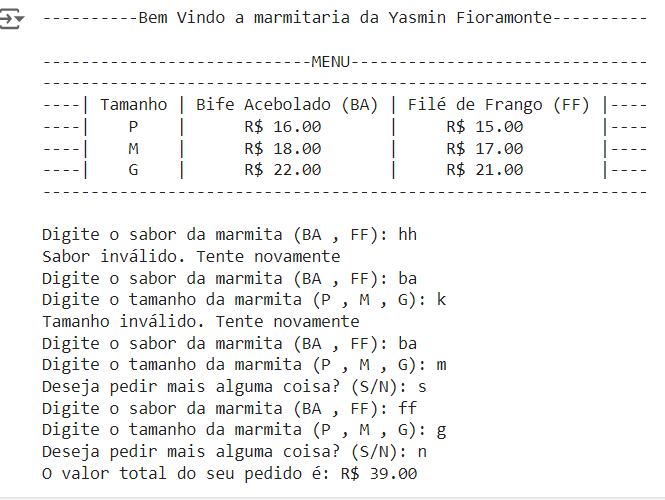 ----------Bem Vindo a marmitaria da Yasmin Fioramonte----------
----------------------------MENU-------------------------------
---------------------------------------------------------------
----| Tamanho | Bife Acebolado (BA) | Filé de Frango (FF) |----
----|    P    |      R$ 16.00       |     R$ 15.00        |----
----|    M    |      R$ 18.00       |     R$ 17.00        |----
----|    G    |      R$ 22.00       |     R$ 21.00        |----
---------------------------------------------------------------
Digite o sabor da marmita (BA , FF): hh
Sabor inválido. Tente novamente
Digite o sabor da marmita (BA , FF): ba
Digite o tamanho da marmita (P , M , G): k
Tamanho inválido. Tente novamente
Digite o sabor da marmita (BA , FF): ba
Digite o tamanho da marmita (P , M , G): m
Deseja pedir mais alguma coisa? (S/N): s
Digite o sabor da marmita (BA , FF): ff
Digite o tamanho da marmita (P , M , G): g
Deseja pedir mais alguma coisa? (S/N): n
O valor total do seu pedido é: R$ 39.00